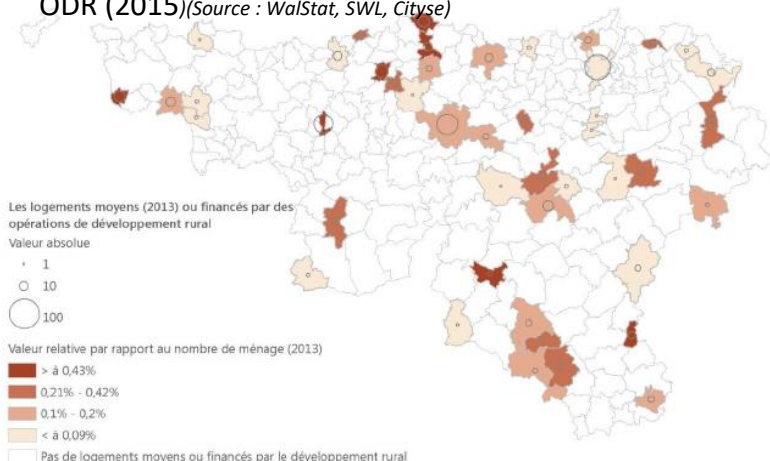 ODR (2015)(Source : WalStat, SWL, Cityse)
Les logements moyens (2013) ou financés par des
opérations de développement rural
Valeur absolue
1
10
100
Valeur relative par rapport au nombre de ménage (2013)
> à 0,43%
0,21% - 0,42%
0,1% - 0,2%
< à 0,09%
Pas de logements moyens ou financés par le développement rural